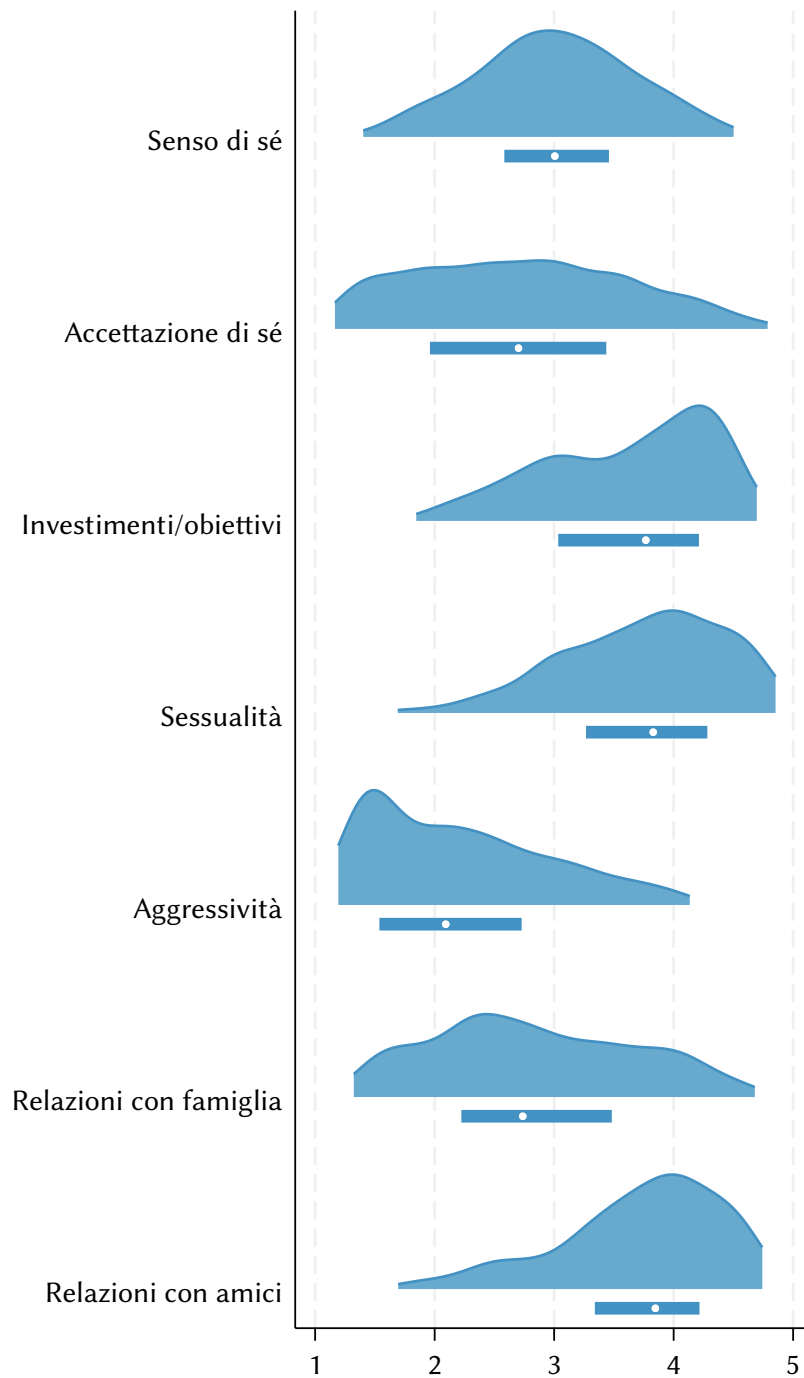 Senso di sé
Accettazione di sé
Investimenti/obiettivi
Sessualità
Aggressività
Relazioni con famiglia
Relazioni con amici
1 2 3 4 5